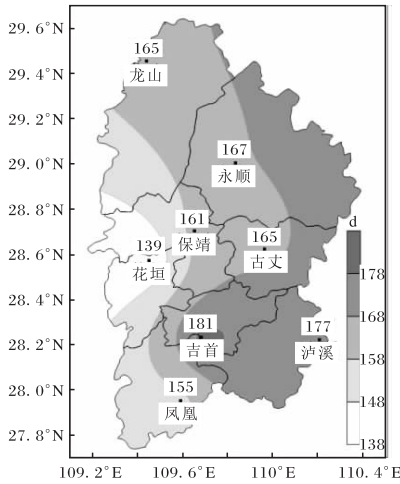 29.6°N
29.4°N
29.2°N
29.0°N
28.8°N
28.6°N
28.4°N
28.2°N
28.0°N
27.8°N
165
龙山
167
永顺
161
保靖
165
古丈
139
花垣
181
吉首
177
泸溪
155
凤凰
d
178
168
158
148
138
109.2°E
109.6°E
110°E
110.4°E